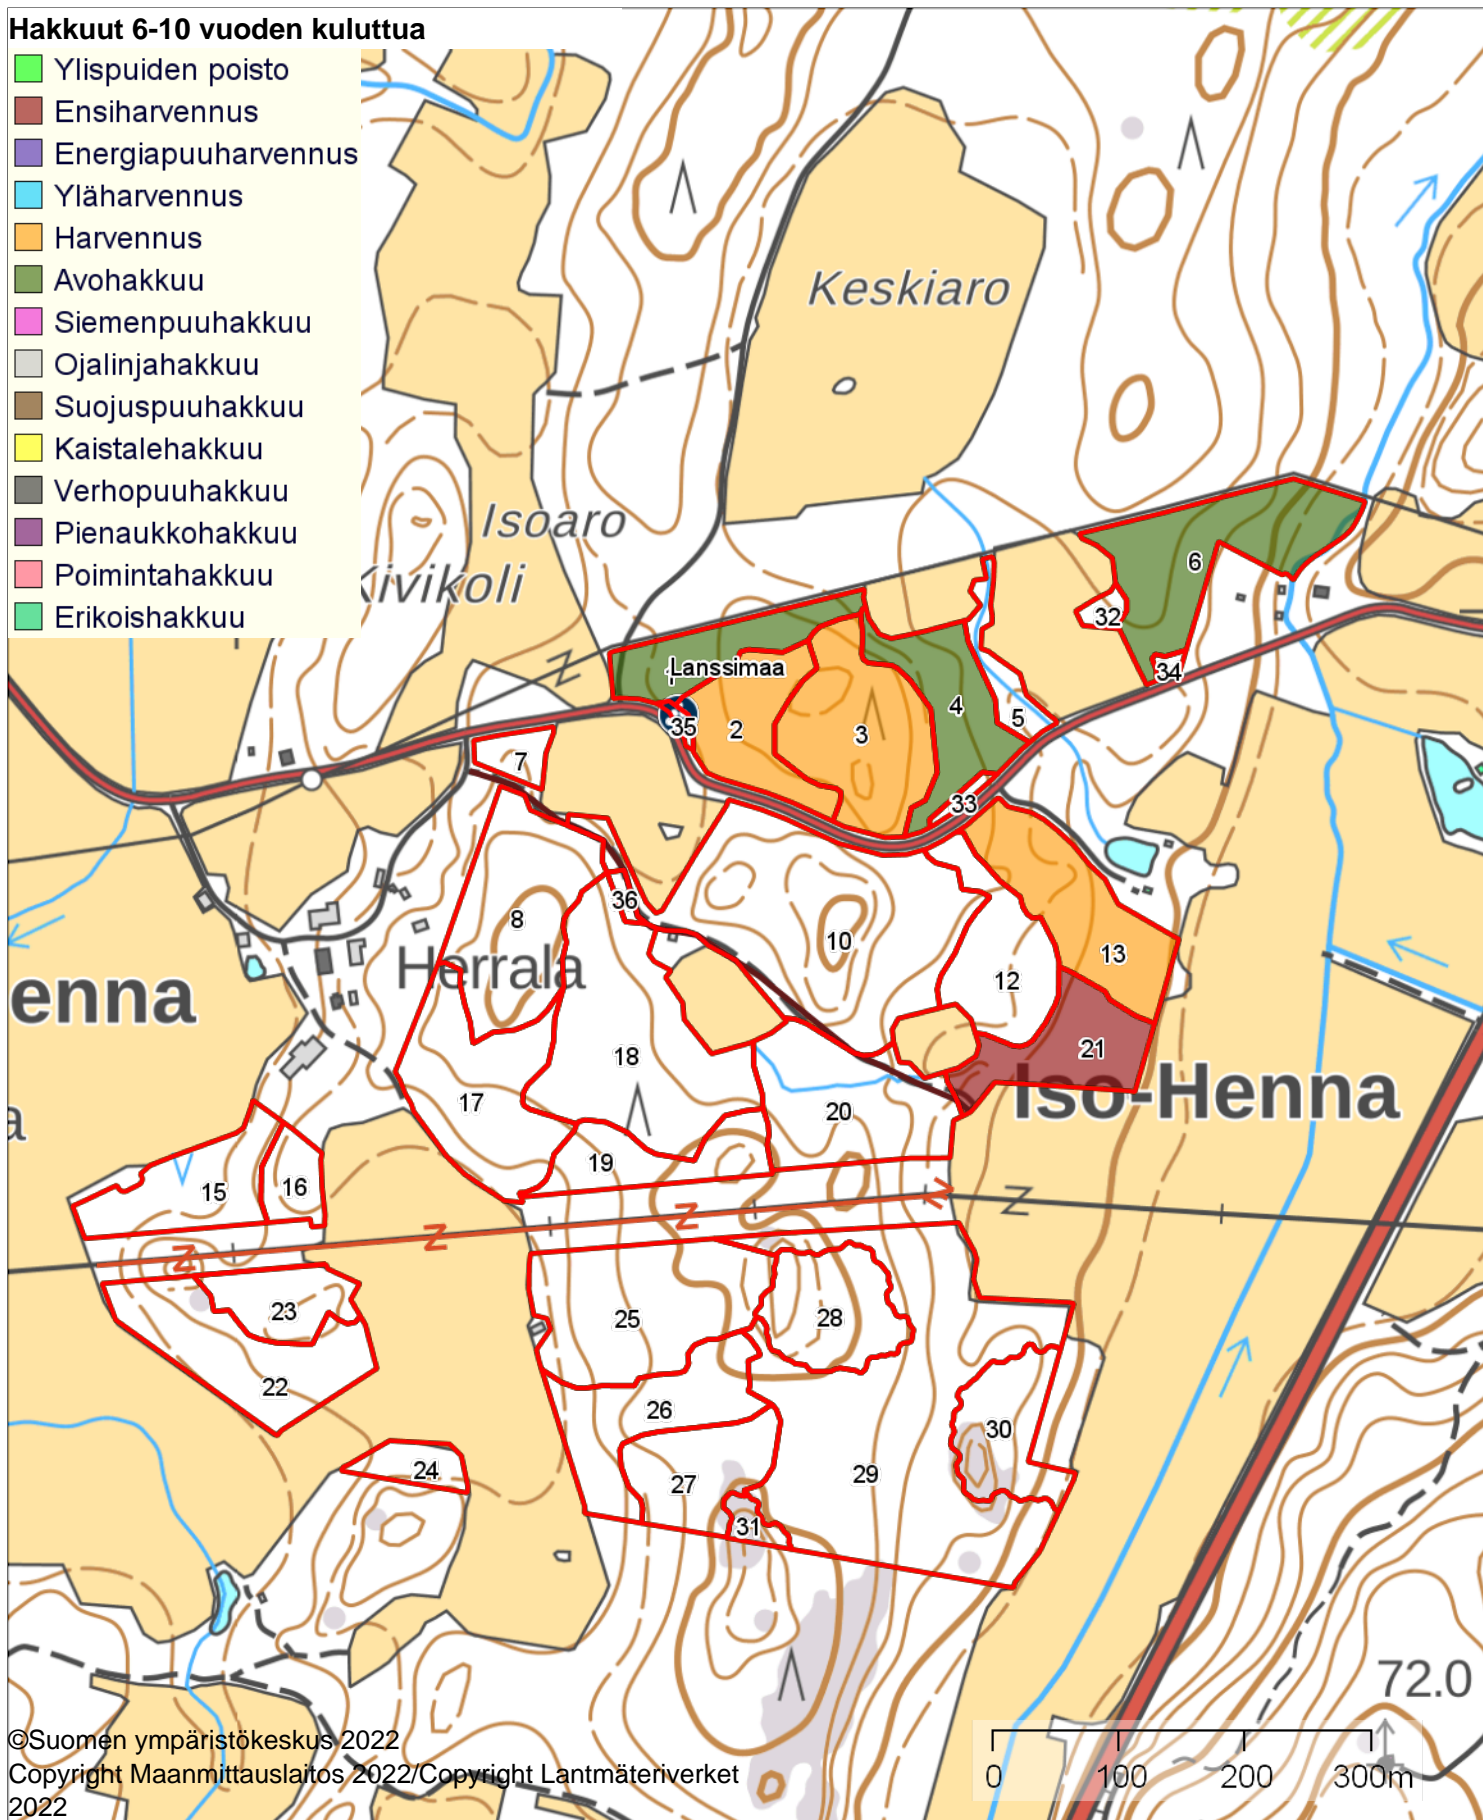 Hakkuut 6-10 vuoden kuluttua
Ylispuiden poisto
Ensiharvennus
Energiapuuharvennus
Yläharvennus
Harvennus
Avohakkuu
Siemenpuuhakkuu
Ojalinjahakkuu
Suojuspuuhakkuu
Kaistalehakkuu
Verhopuuhakkuu
Pienaukkohakkuu
Poimintahakkuu
Erikoishakkuu
Keskiaro
Isoaro
Kivikoli
6
32
34
Lanssimaa
35
2
3
4
5
7
33
36
8
10
13
12
Herrala
enna
21
18
Iso-Henna
17
20
a
19
15
16
23
25
28
22
26
30
24
27
29
31
72.0
©Suomen ympäristökeskus 2022
Copyright Maanmittauslaitos 2022/Copyright Lantmäteriverket
2022
0 100 200 300m